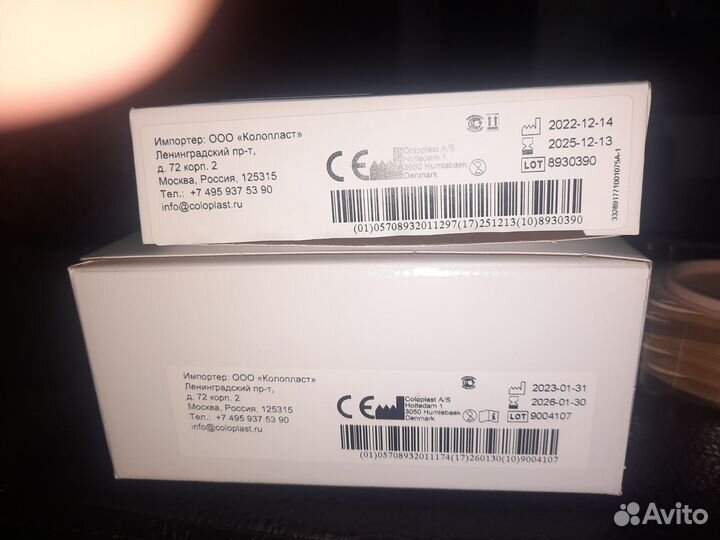 Импортер: ООО «Колопласт»
Ленинградский пр-т,
д. 72 корп. 2
Москва, Россия, 125315
Тел.: +7 495 937 53 90
info@coloplast.ru
CE
Coloplast A/S
Holtedam 1
3050 Humlebaek
Denmark
2022-12-14
2025-12-13
LOT 8930390
(01)05708932011297(17)251213(10)8930390
332891771001075A-1
Импортер: ООО «Колопласт»
Ленинградский пр-т,
д. 72 корп. 2
Москва, Россия, 125315
Тел.: +7 495 937 53 90
info@coloplast.ru
CE
Coloplast A/S
Holtedam 1
3050 Humlebaek
Denmark
2023-01-31
2026-01-30
LOT 9004107
(01)05708932011174(17)260130(10)9004107
Avito